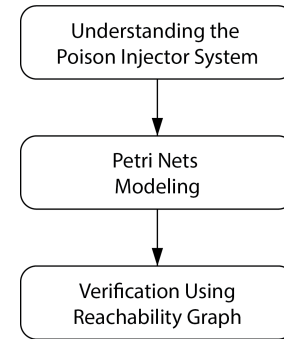 Understanding the
Poison Injector System
Petri Nets
Modeling
Verification Using
Reachability Graph